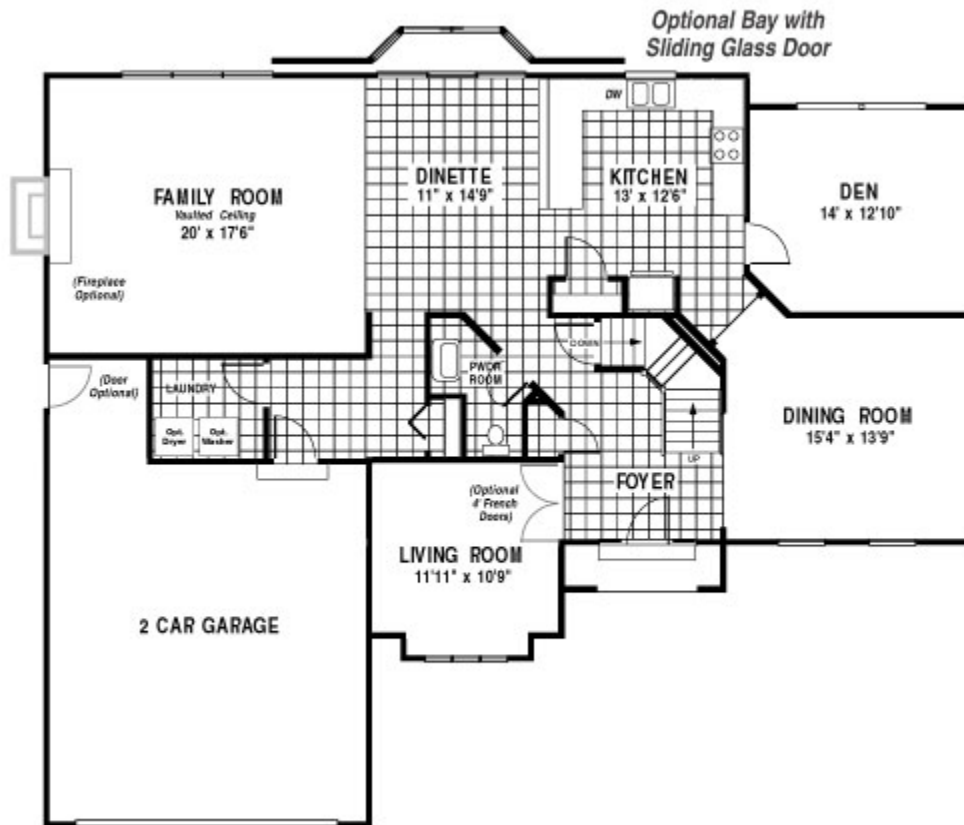 Optional Bay with
Sliding Glass Door
DW
FAMILY ROOM
Vaulted Ceiling
20' x 17'6"
(Fireplace
Optional)
DINETTE
11" x 14'9"
KITCHEN
13' x 12'6"
DEN
14' x 12'10"
DOWN
PWDR
ROOM
(Door
Optional)
LAUNDRY
Opt.
Dryer
Opt.
Washer
DINING ROOM
15'4" x 13'9"
UP
FOYER
(Optional
4' French
Doors)
LIVING ROOM
11'11" x 10'9"
2 CAR GARAGE